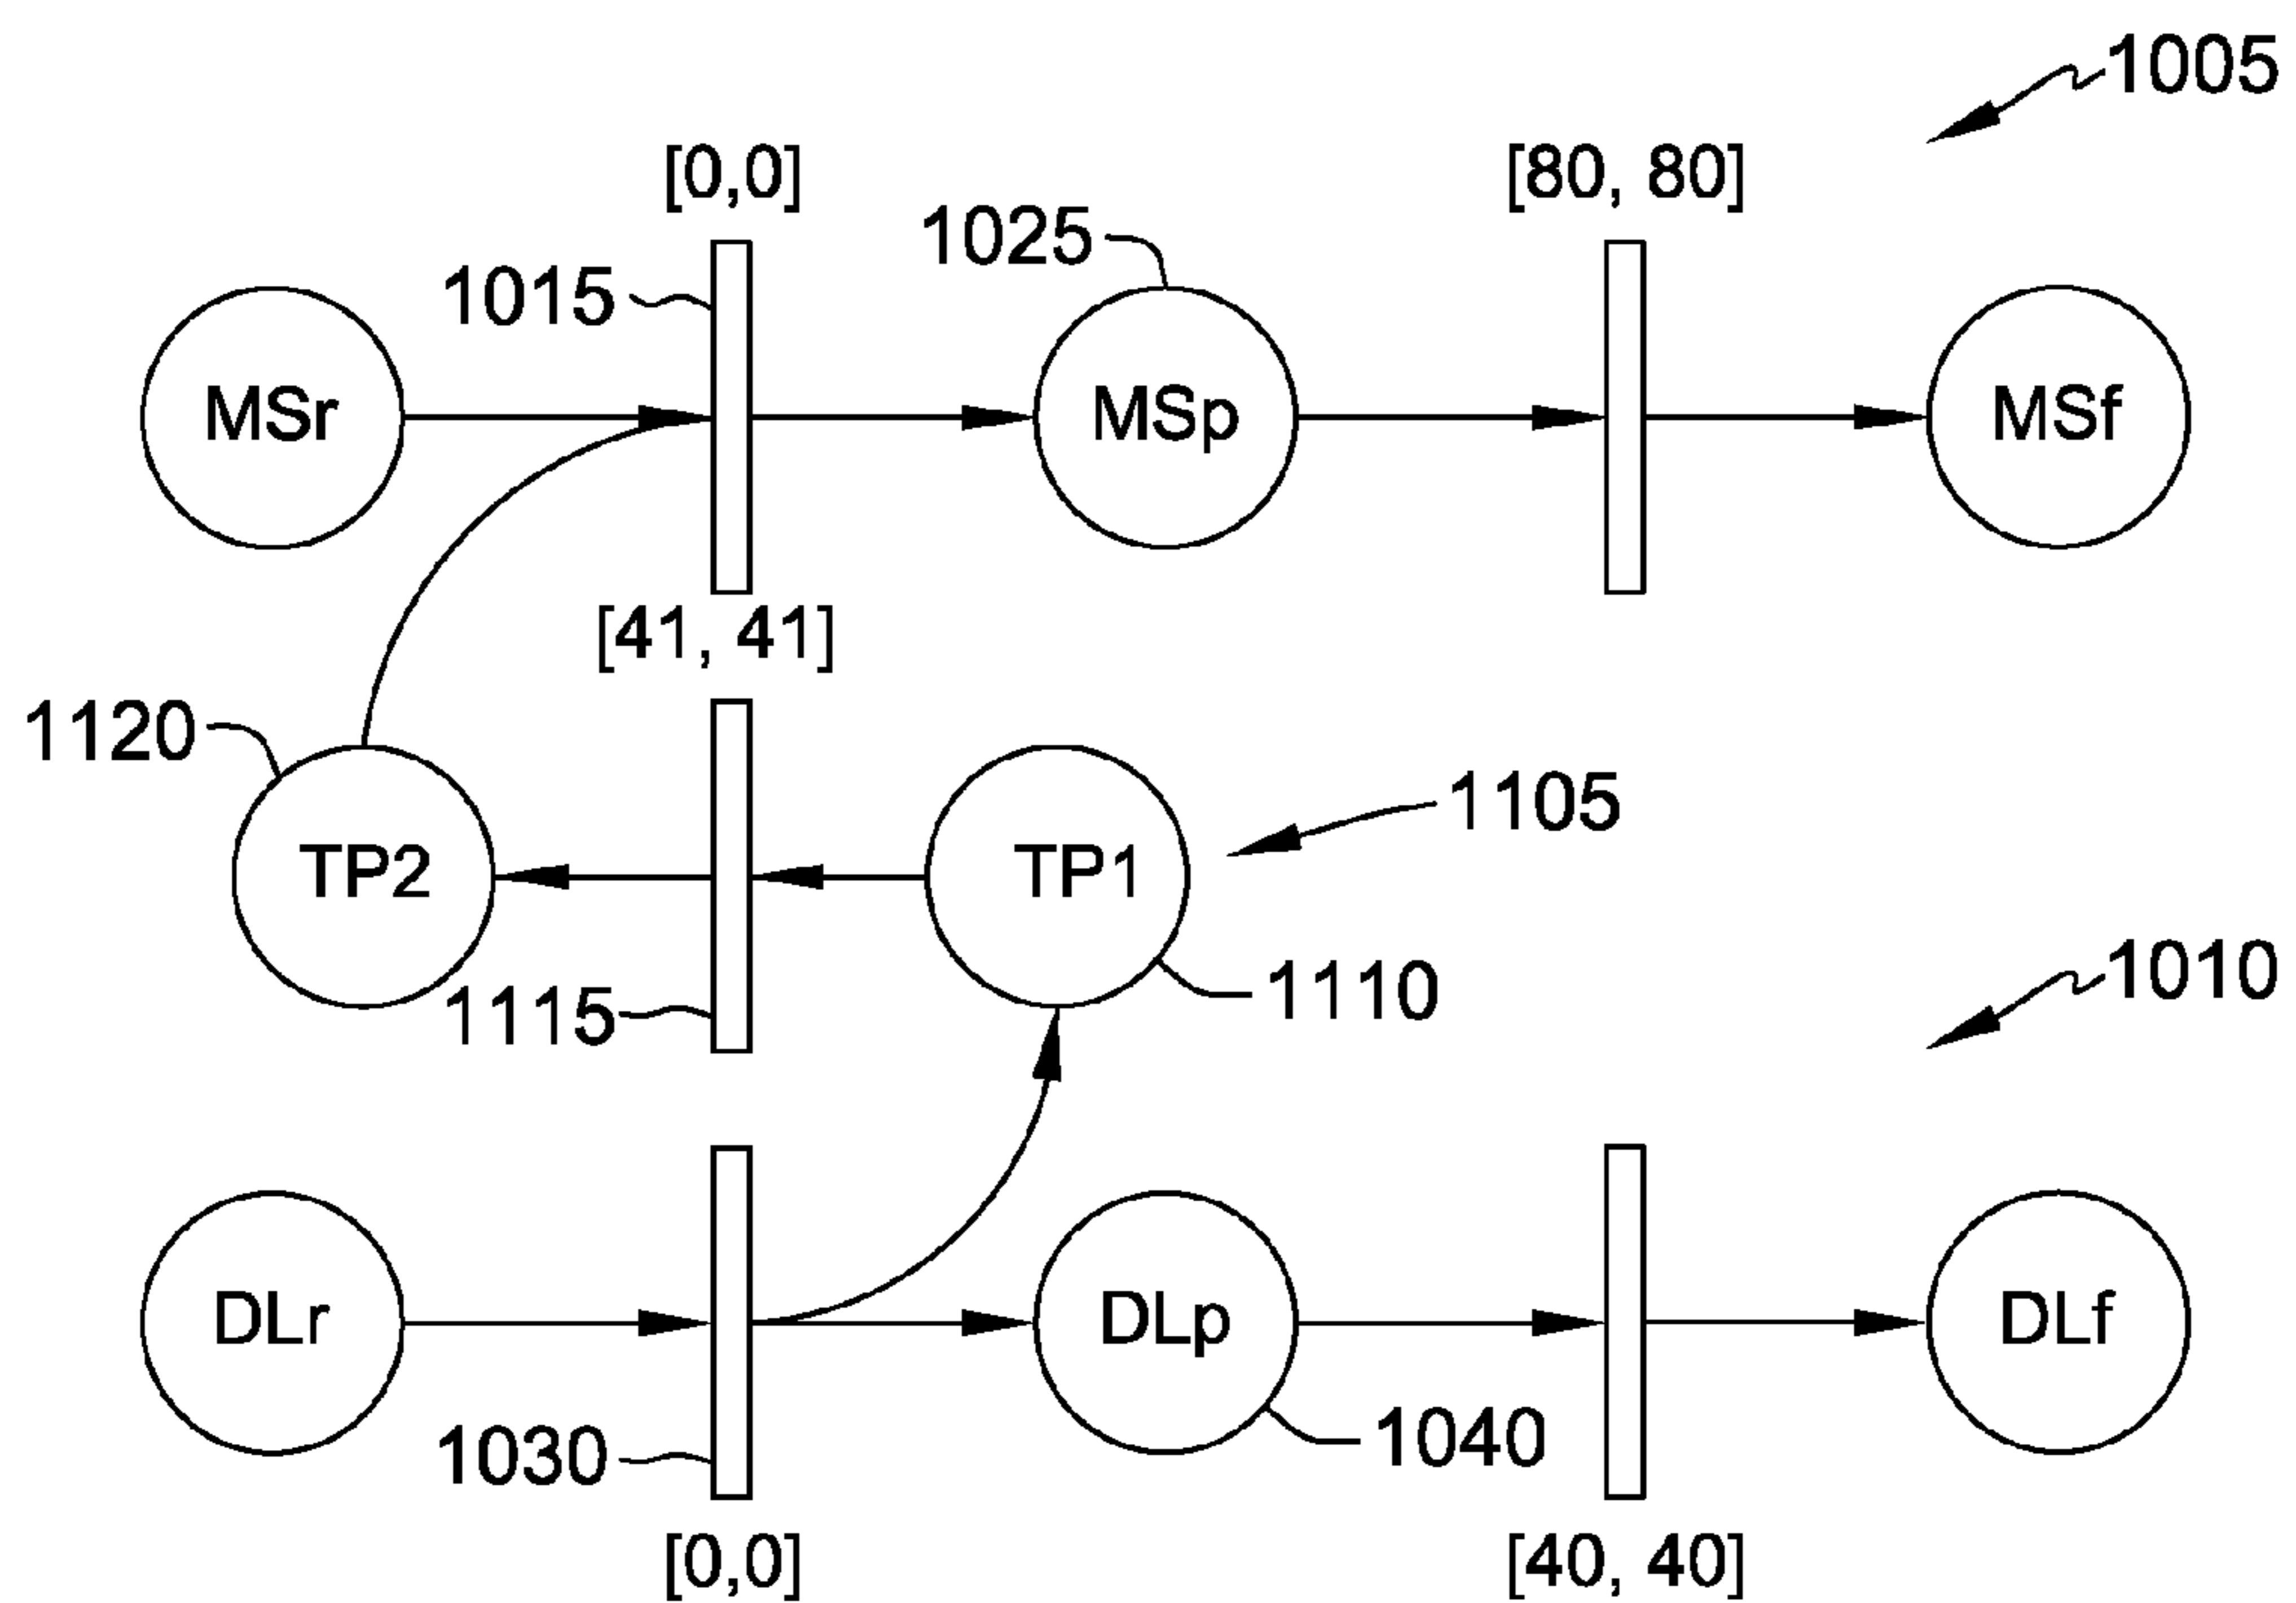 1005
[0,0]
[80, 80]
1025
1015
MSr
MSp
MSf
[41, 41]
1120
1105
TP2
TP1
1010
1110
1115
DLr
DLp
DLf
1040
1030
[0,0]
[40, 40]